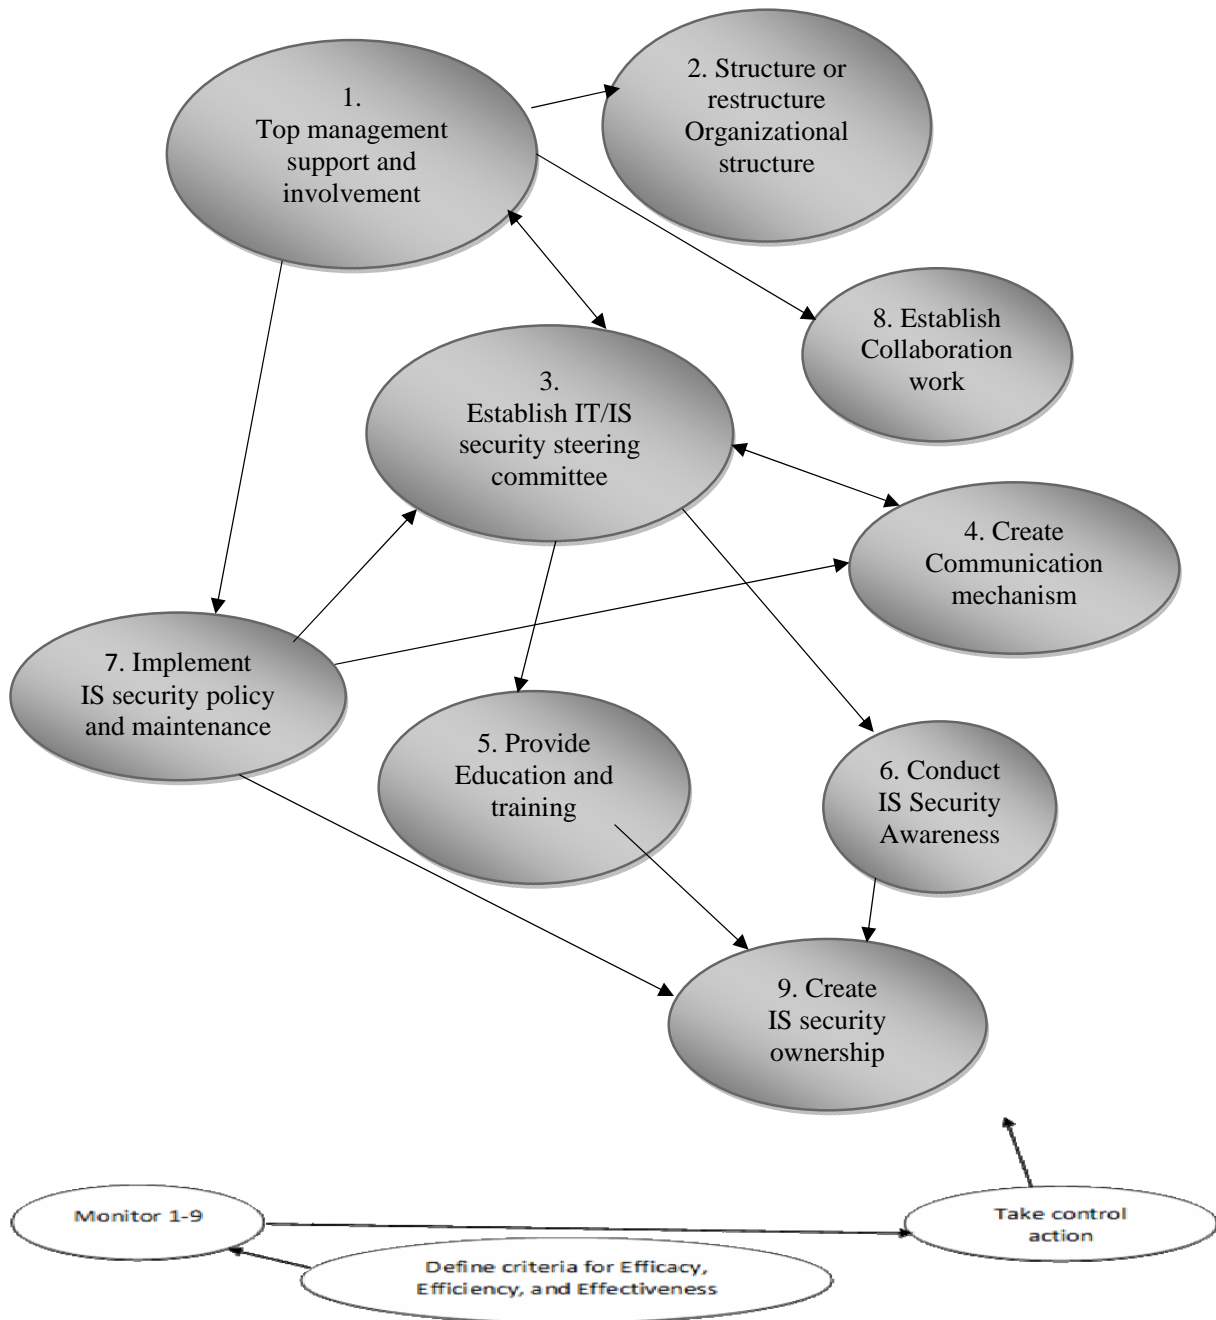 1.
Top management
support and
involvement
2. Structure or
restructure
Organizational
structure
8. Establish
Collaboration
work
3.
Establish IT/IS
security steering
committee
4. Create
Communication
mechanism
7. Implement
IS security policy
and maintenance
5. Provide
Education and
training
6. Conduct
IS Security
Awareness
9. Create
IS security
ownership
Monitor 1-9
Take control
action
Define criteria for Efficacy,
Efficiency, and Effectiveness